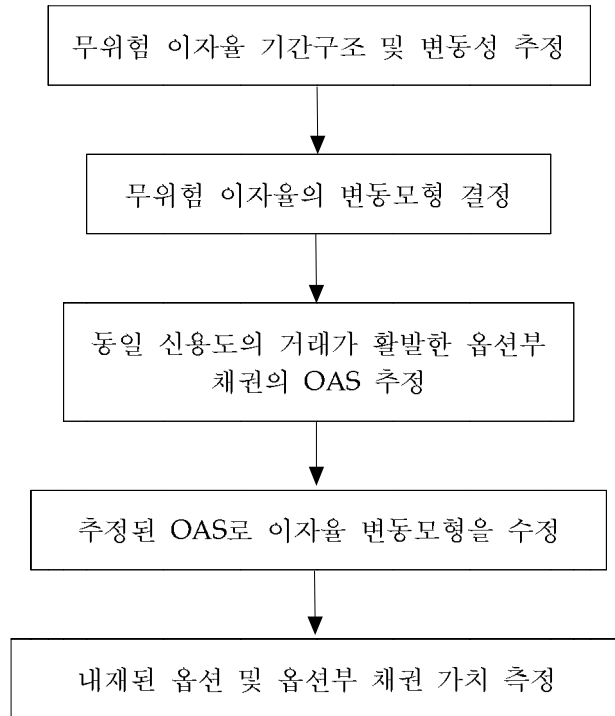 무위험 이자율 기간구조 및 변동성 추정
무위험 이자율의 변동모형 결정
동일 신용도의 거래가 활발한 옵션부
채권의 OAS 추정
추정된 OAS로 이자율 변동모형을 수정
내재된 옵션 및 옵션부 채권 가치 측정